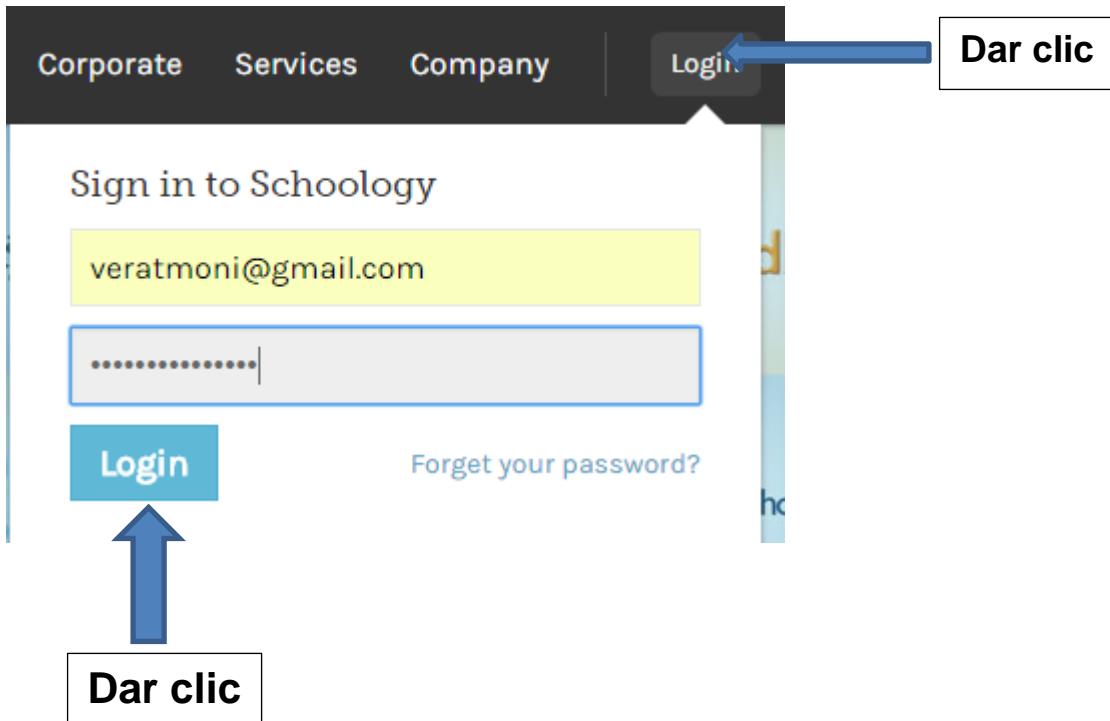 Corporate Services Company Login
Dar clic
Sign in to Schoology
veratmoni@gmail.com
•••••••••••••••
Login Forget your password?
Dar clic